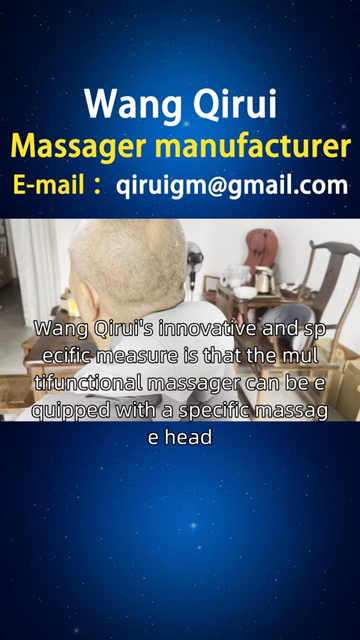 Wang Qirui
Massager manufacturer
E-mail： qiruigm@gmail.com
Wang Qirui's innovative and sp
ecific measure is that the mul
tifunctional massager can be e
quipped with a specific massag
e head